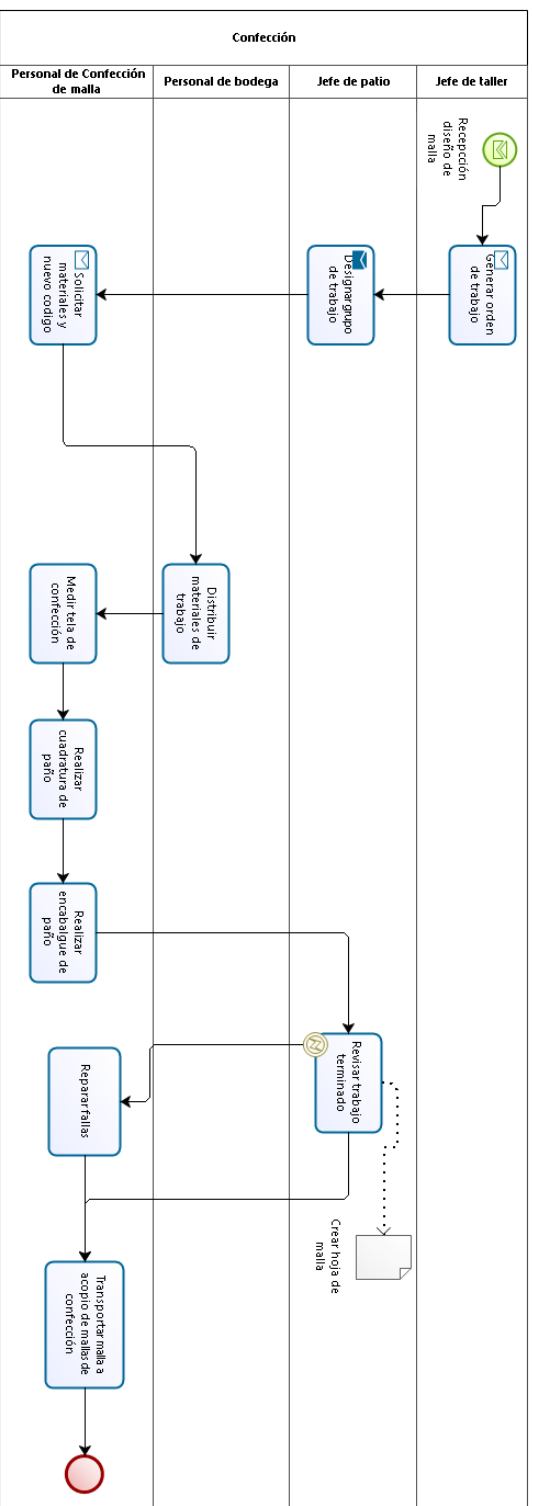 Confección
Personal de Confección
de malla
Personal de bodega
Jefe de patio
Jefe de taller
Recepcción
diseño de
malla
Generar orden
de trabajo
Designar grupo
de trabajo
Solicitar
materiales y
nuevo codigo
Distribuir
materiales de
trabajo
Medir tela de
confección
Realizar
cuadratura de
paño
Realizar
encabalgue de
paño
Revisar trabajo
terminado
Reparar fallas
Crear hoja de
malla
Transportar malla a
acopio de mallas de
confección